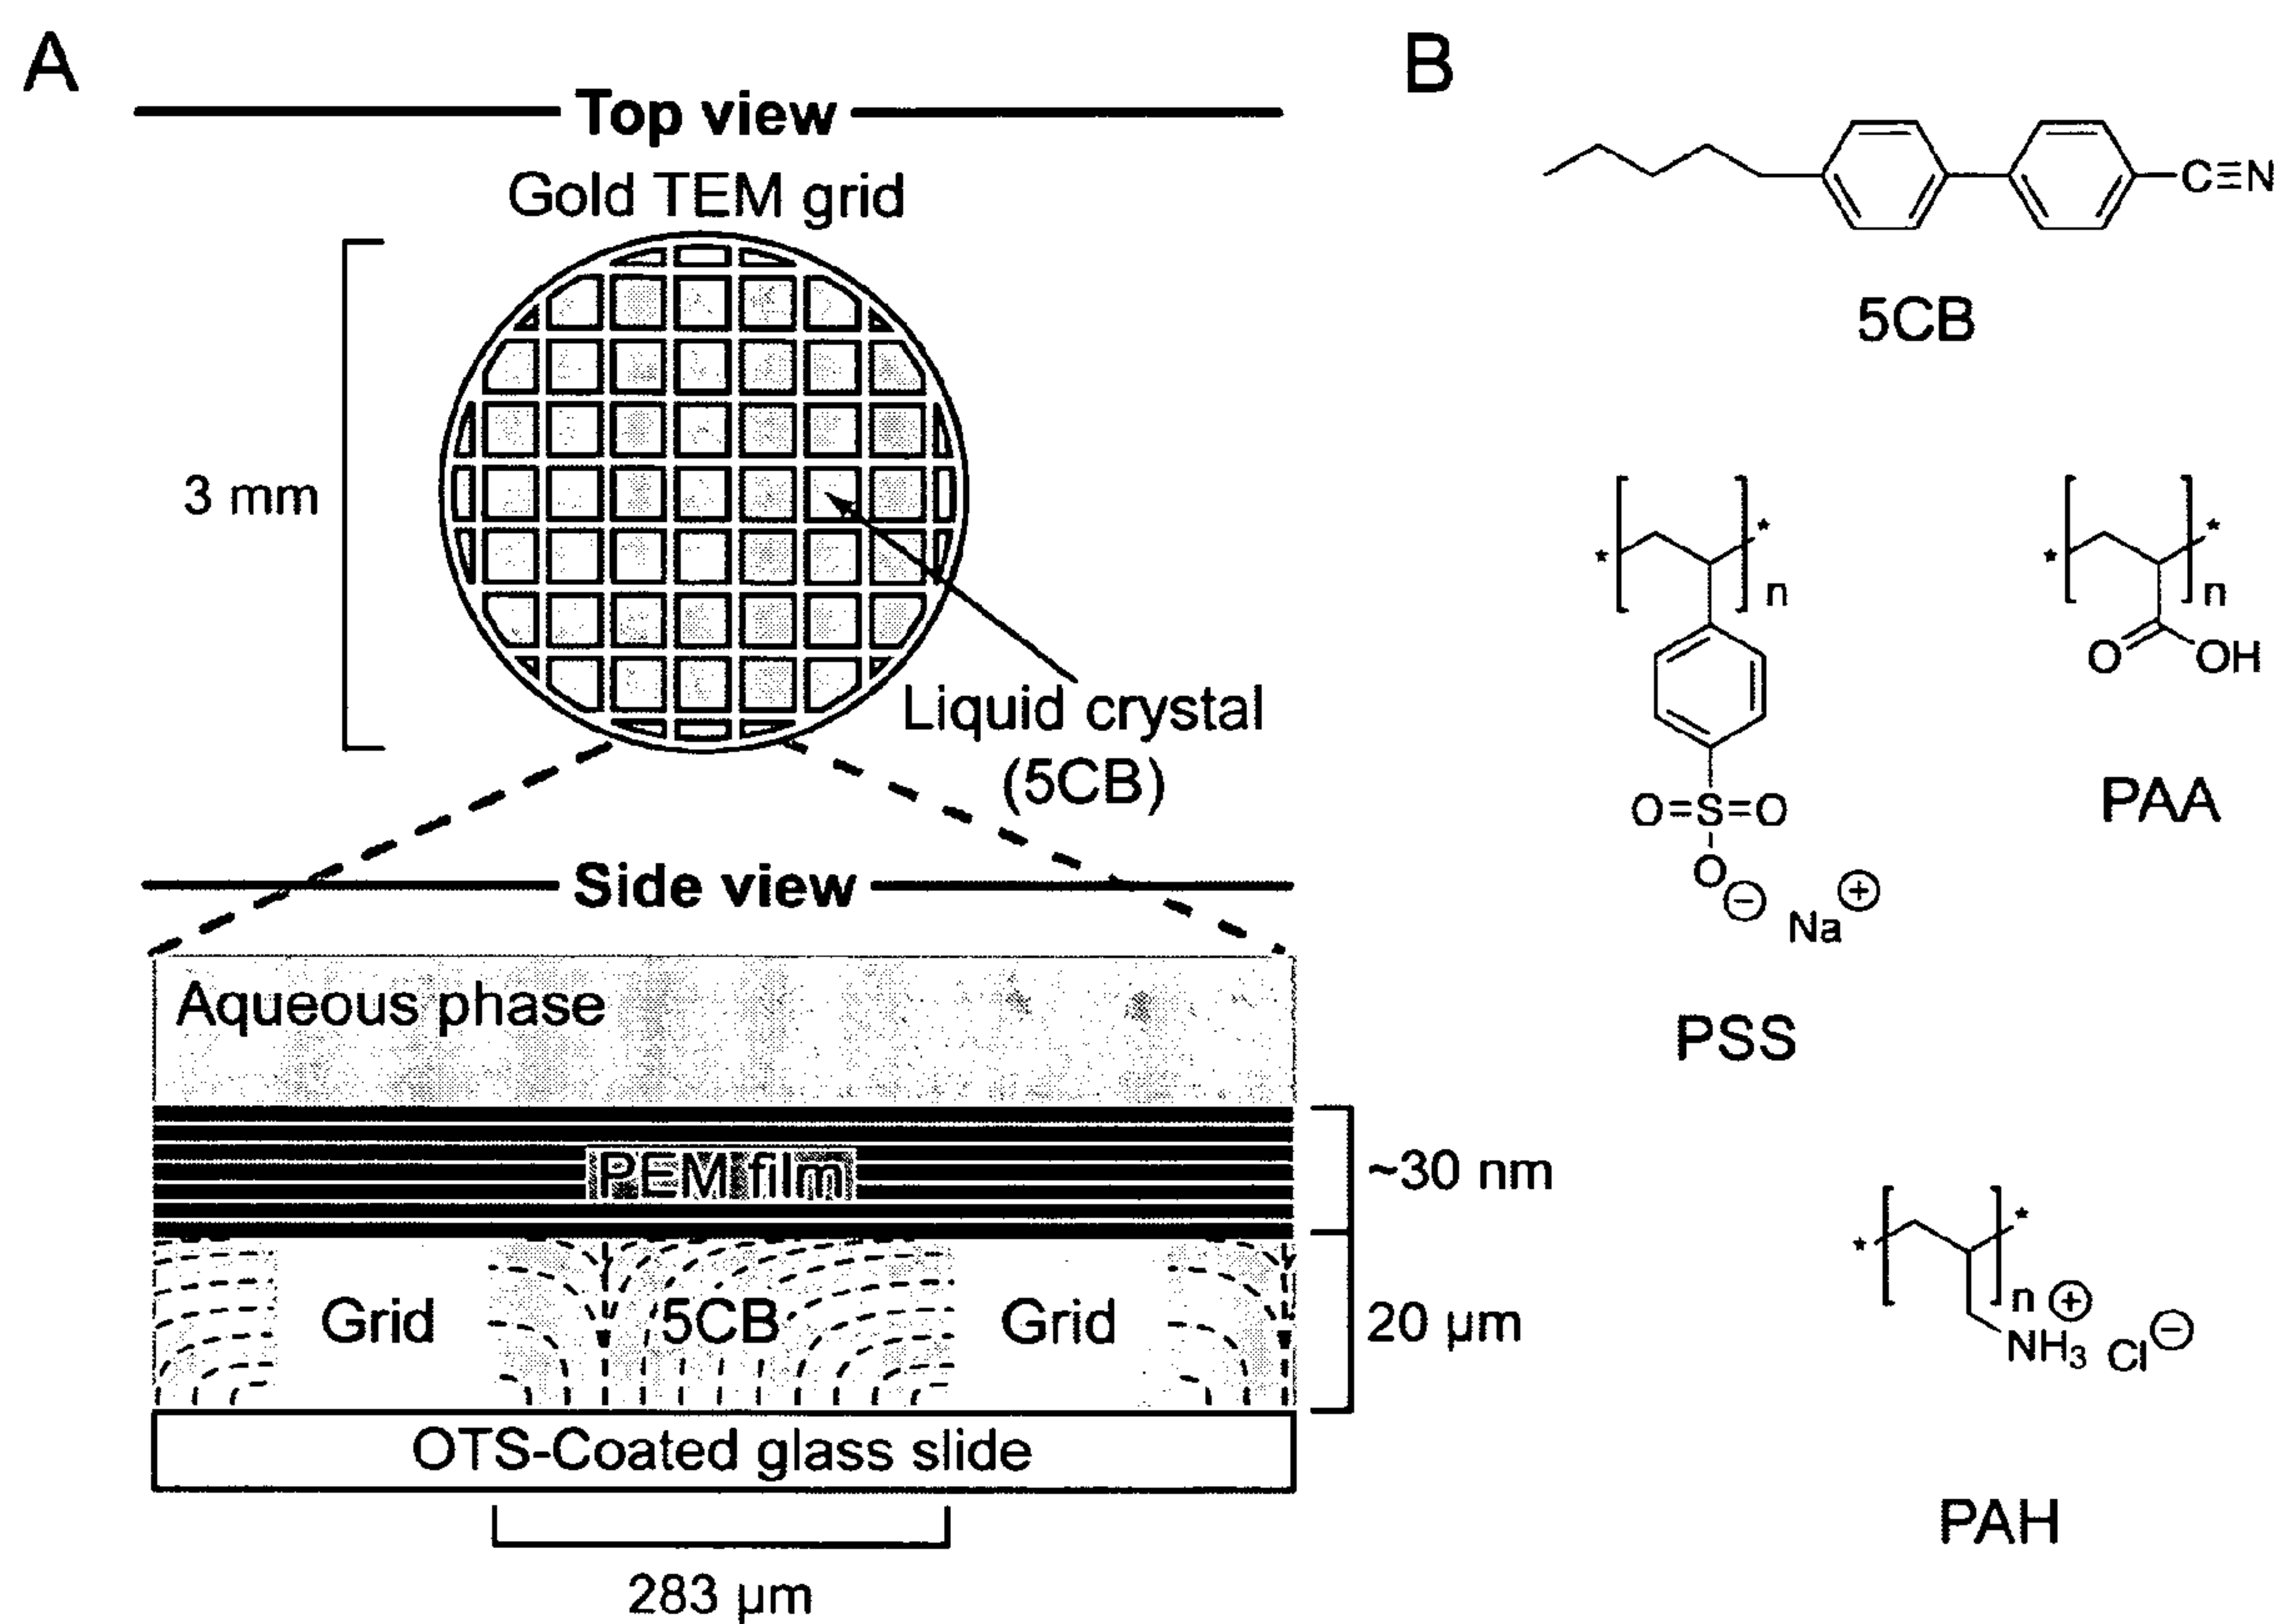 A
Top view
Gold TEM grid
3 mm
Liquid crystal
(5CB)
Side view
Aqueous phase
PEM film
~30 nm
Grid
5CB
Grid
20 μm
OTS-Coated glass slide
283 μm
B
C≡N
5CB
*
*
n
O=S=O
O
⊖
Na
⊕
PSS
*
*
n
O
OH
PAA
*
*
n
⊕
NH3
Cl
⊖
PAH